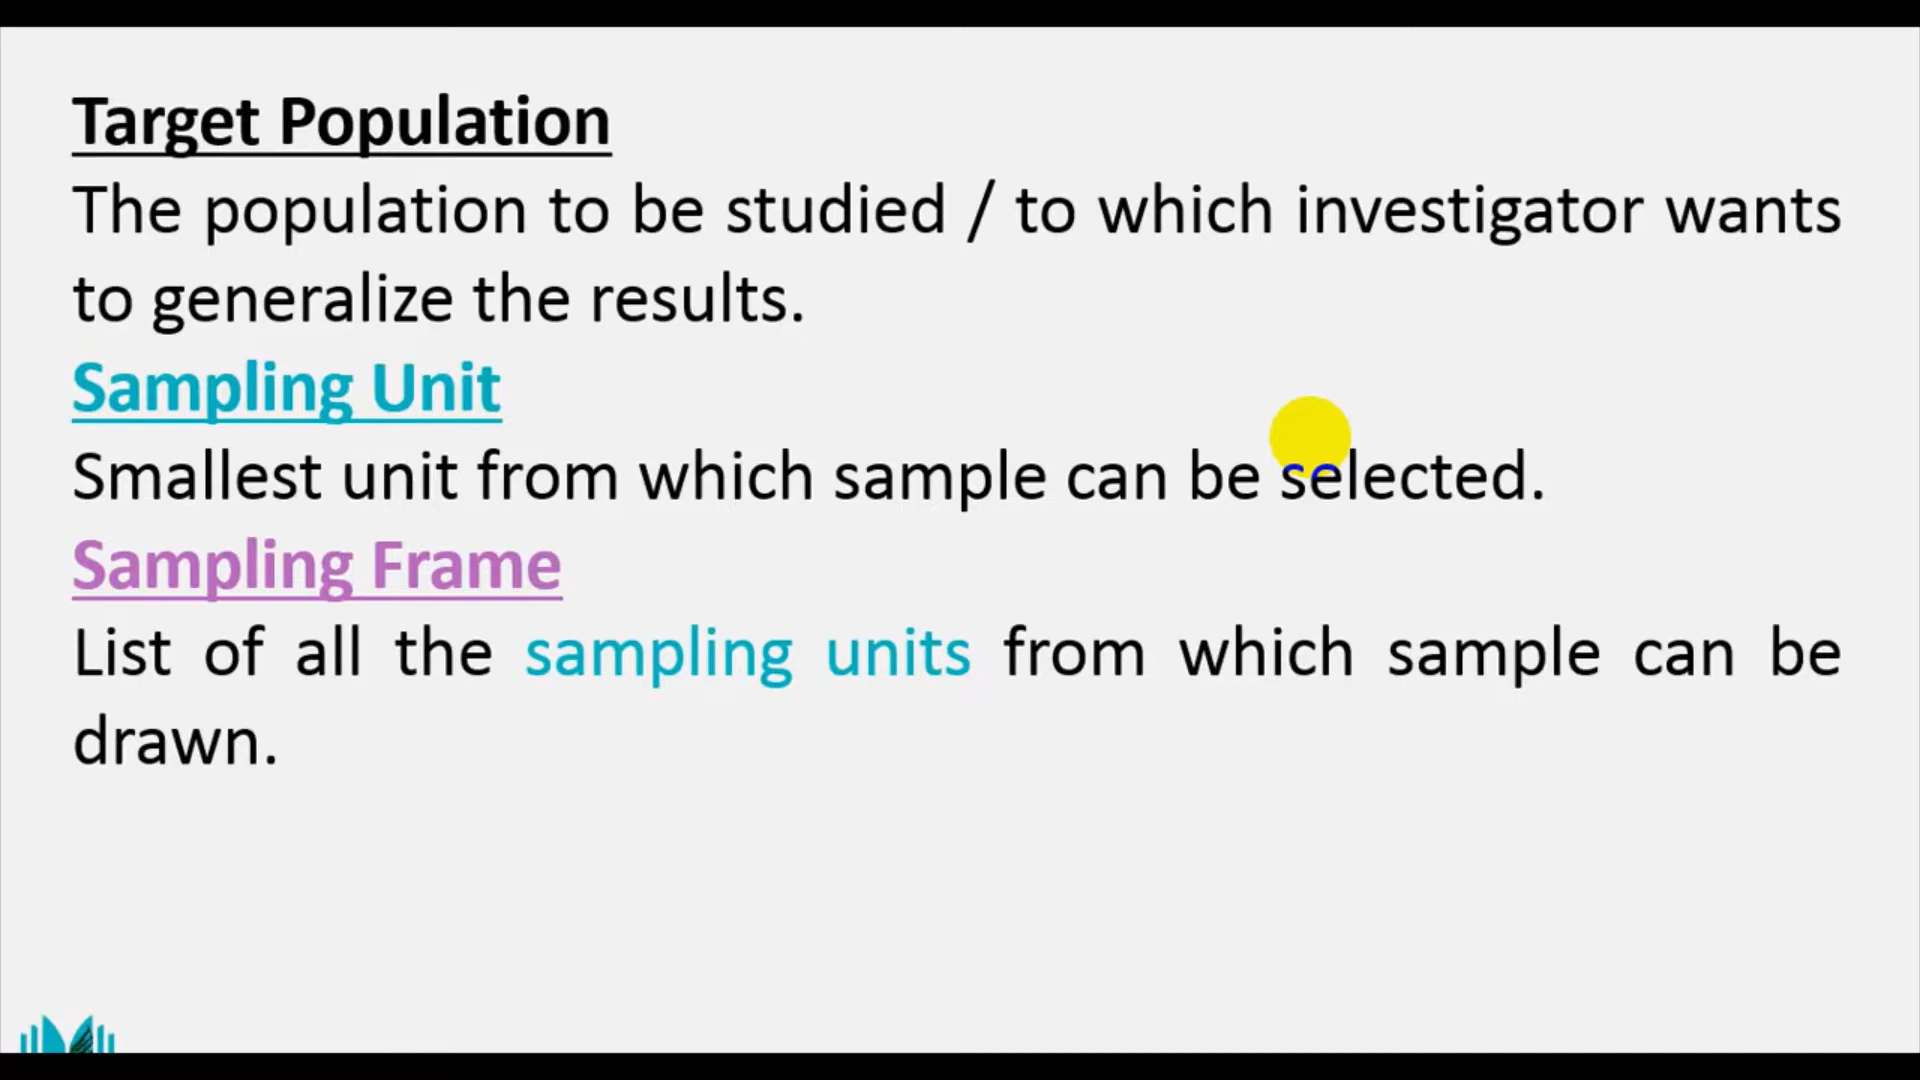 Target Population
The population to be studied / to which investigator wants
to generalize the results.
Sampling Unit
Smallest unit from which sample can be selected.
Sampling Frame
List of all the sampling units from which sample can be
drawn.